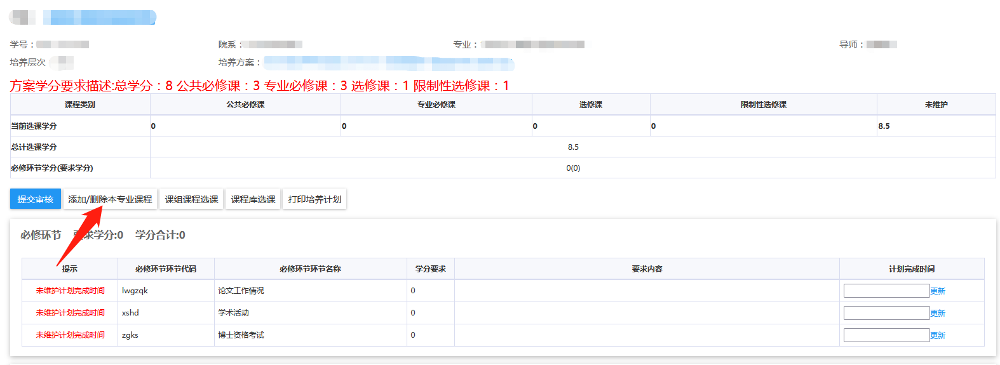 学号：
院系：
专业：
导师：
培养层次
培养方案：
方案学分要求描述:总学分：8 公共必修课：3 专业必修课：3 选修课：1 限制性选修课：1
课程类别 公共必修课 专业必修课 选修课 限制性选修课 未维护
当前选课学分 0 0 0 0 8.5
总计选课学分 8.5
必修环节学分(要求学分) 0(0)
提交审核 添加/删除本专业课程 课组课程选课 课程库选课 打印培养计划
必修环节 要求学分:0 学分合计:0
提示 必修环节环节代码 必修环节环节名称 学分要求 要求内容 计划完成时间
未维护计划完成时间 lwgzqk 论文工作情况 0 更新
未维护计划完成时间 xshd 学术活动 0 更新
未维护计划完成时间 zgks 博士资格考试 0 更新